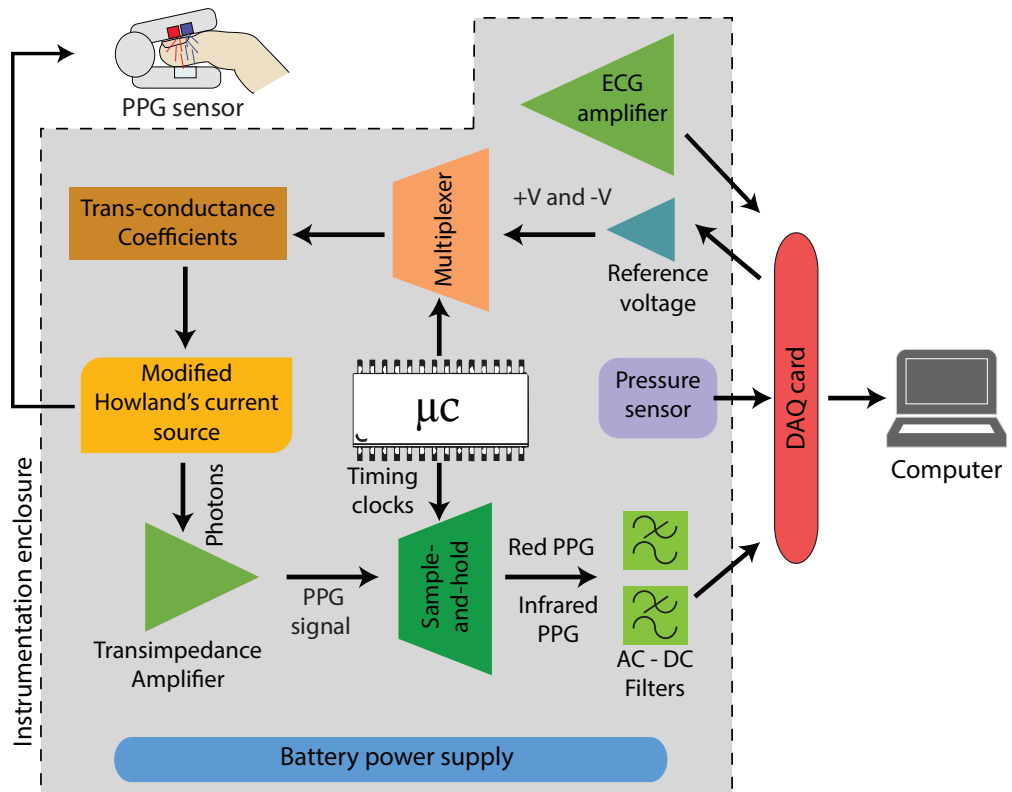 PPG sensor
ECG
amplifier
Trans-conductance
Coefficients
Multiplexer
+V and -V
Reference
voltage
Modified
Howland's current
source
μc
Pressure
sensor
DAQ card
Computer
Timing
clocks
Photons
Instrumentation enclosure
Transimpedance
Amplifier
PPG
signal
Sample-
and-hold
Red PPG
Infrared
PPG
AC - DC
Filters
Battery power supply